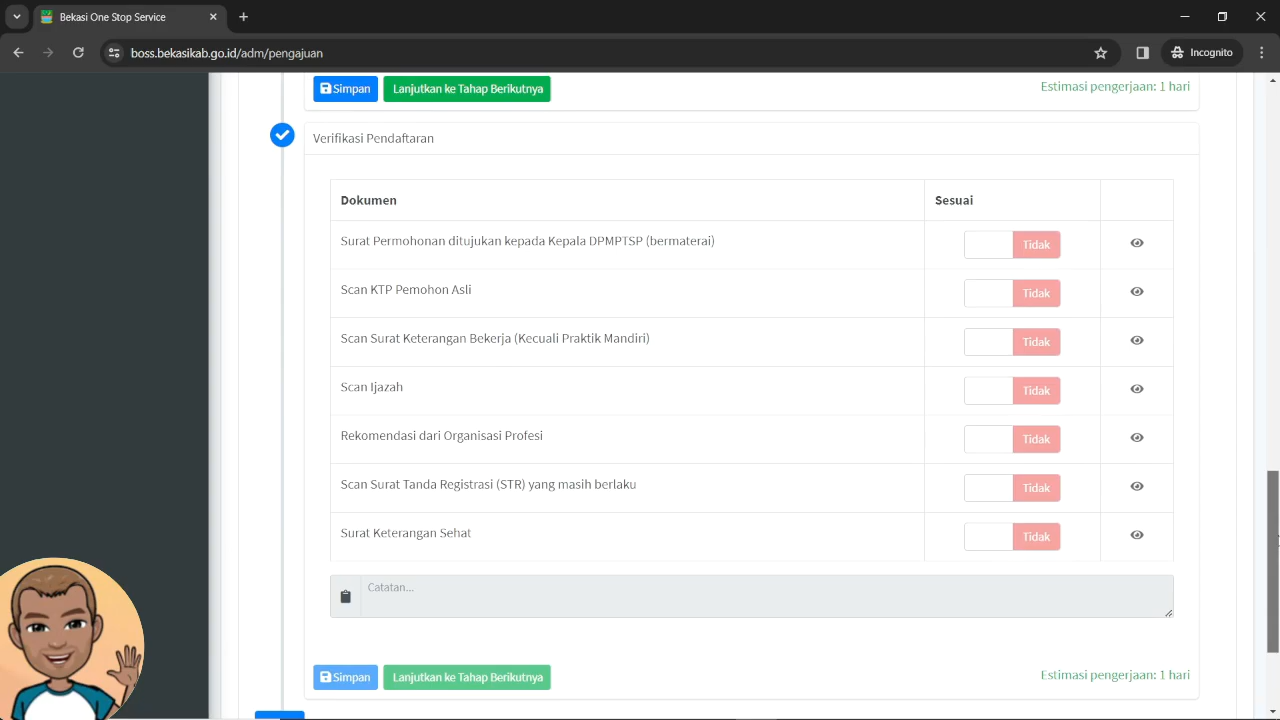 Bekasi One Stop Service
boss.bekasikab.go.id/adm/pengajuan
Incognito
Simpan
Lanjutkan ke Tahap Berikutnya
Estimasi pengerjaan: 1 hari
Verifikasi Pendaftaran
Dokumen
Sesuai
Surat Permohonan ditujukan kepada Kepala DPMPTSP (bermaterai)
Tidak
Scan KTP Pemohon Asli
Tidak
Scan Surat Keterangan Bekerja (Kecuali Praktik Mandiri)
Tidak
Scan Ijazah
Tidak
Rekomendasi dari Organisasi Profesi
Tidak
Scan Surat Tanda Registrasi (STR) yang masih berlaku
Tidak
Surat Keterangan Sehat
Tidak
Catatan...
Simpan
Lanjutkan ke Tahap Berikutnya
Estimasi pengerjaan: 1 hari